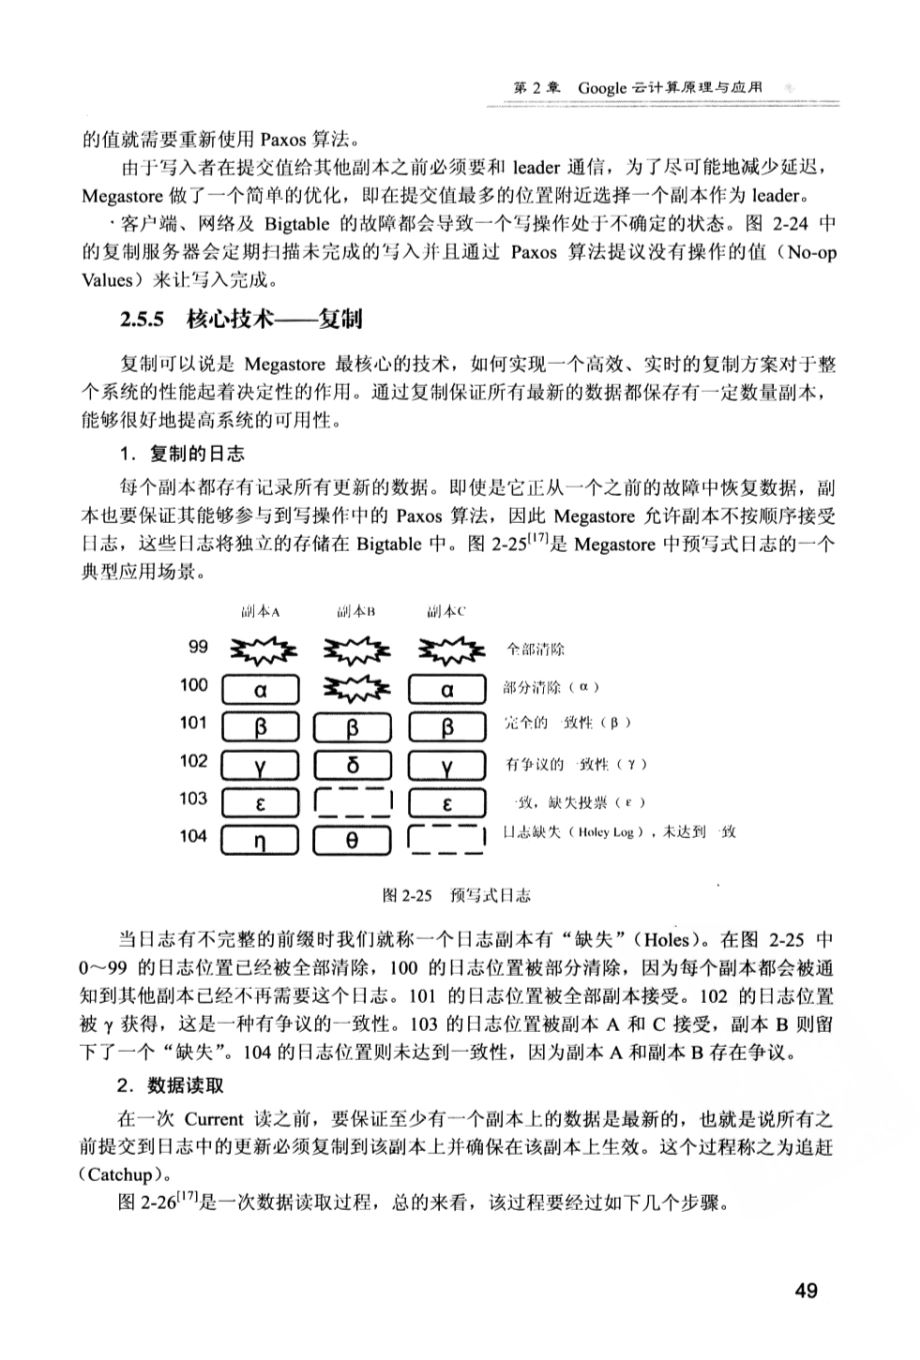 第 2 章 Google 云计算原理与应用
的值就需要重新使用 Paxos 算法。
由于写入者在提交值给其他副本之前必须要和 leader 通信，为了尽可能地减少延迟，
Megastore 做了一个简单的优化，即在提交值最多的位置附近选择一个副本作为 leader。
·客户端、网络及 Bigtable 的故障都会导致一个写操作处于不确定的状态。图 2-24 中
的复制服务器会定期扫描未完成的写入并且通过 Paxos 算法提议没有操作的值（No-op
Values）来让写入完成。
2.5.5 核心技术——复制
复制可以说是 Megastore 最核心的技术，如何实现一个高效、实时的复制方案对于整
个系统的性能起着决定性的作用。通过复制保证所有最新的数据都保存有一定数量副本，
能够很好地提高系统的可用性。
1．复制的日志
每个副本都存有记录所有更新的数据。即使是它正从一个之前的故障中恢复数据，副
本也要保证其能够参与到写操作中的 Paxos 算法，因此 Megastore 允许副本不按顺序接受
日志，这些日志将独立的存储在 Bigtable 中。图 2-25[17]是 Megastore 中预写式日志的一个
典型应用场景。
副本A 副本B 副本C
99 全部清除
100 α α 部分清除（α）
101 β β β 完全的一致性（β）
102 γ δ γ 有争议的一致性（γ）
103 ε ε 一致，缺失投票（ε）
104 η θ 日志缺失（Holey Log），未达到一致
图 2-25 预写式日志
当日志有不完整的前缀时我们就称一个日志副本有“缺失”（Holes）。在图 2-25 中
0～99 的日志位置已经被全部清除，100 的日志位置被部分清除，因为每个副本都会被通
知到其他副本已经不再需要这个日志。101 的日志位置被全部副本接受。102 的日志位置
被 γ 获得，这是一种有争议的一致性。103 的日志位置被副本 A 和 C 接受，副本 B 则留
下了一个“缺失”。104 的日志位置则未达到一致性，因为副本 A 和副本 B 存在争议。
2．数据读取
在一次 Current 读之前，要保证至少有一个副本上的数据是最新的，也就是说所有之
前提交到日志中的更新必须复制到该副本上并确保在该副本上生效。这个过程称之为追赶
（Catchup）。
图 2-26[17]是一次数据读取过程，总的来看，该过程要经过如下几个步骤。
49